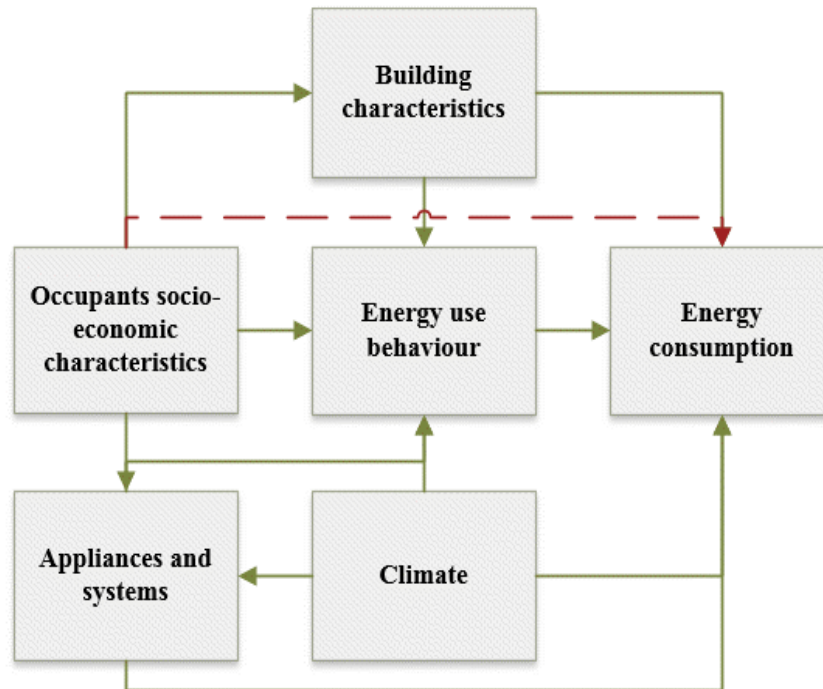 Building
characteristics
Occupants socio-
economic
characteristics
Energy use
behaviour
Energy
consumption
Appliances and
systems
Climate